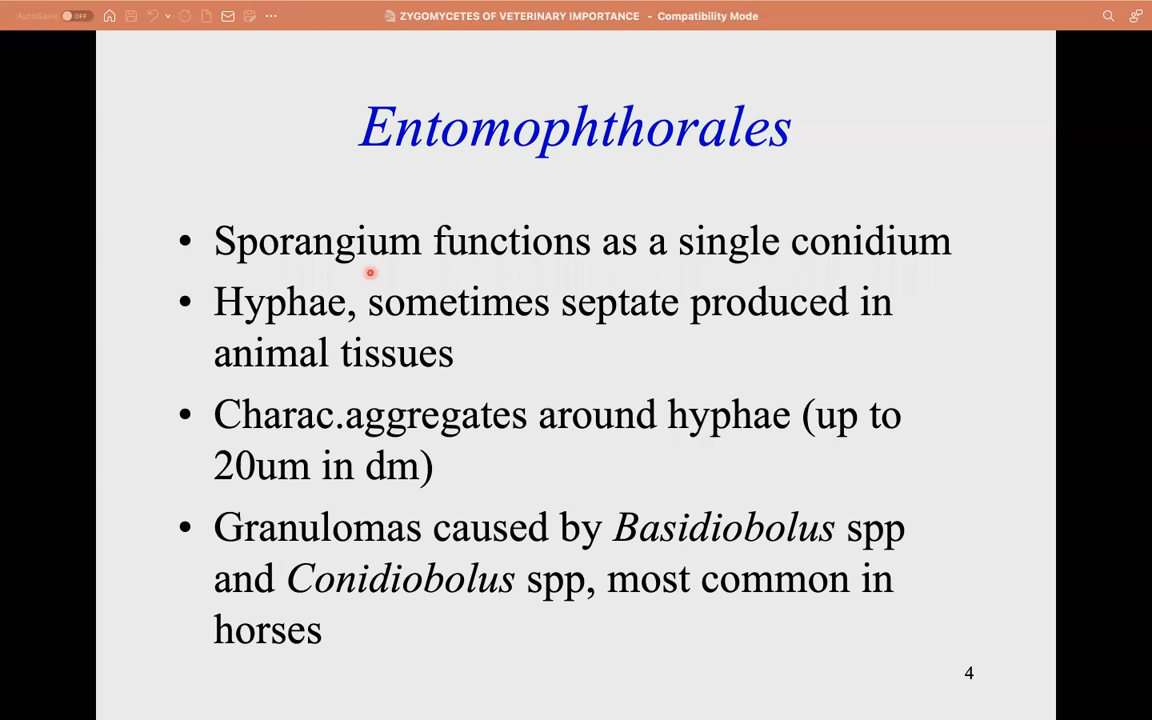 AutoSave OFF ZYGOMYCETES OF VETERINARY IMPORTANCE - Compatibility Mode
Entomophthorales
• Sporangium functions as a single conidium
• Hyphae, sometimes septate produced in
animal tissues
• Charac.aggregates around hyphae (up to
20um in dm)
• Granulomas caused by Basidiobolus spp
and Conidiobolus spp, most common in
horses
4